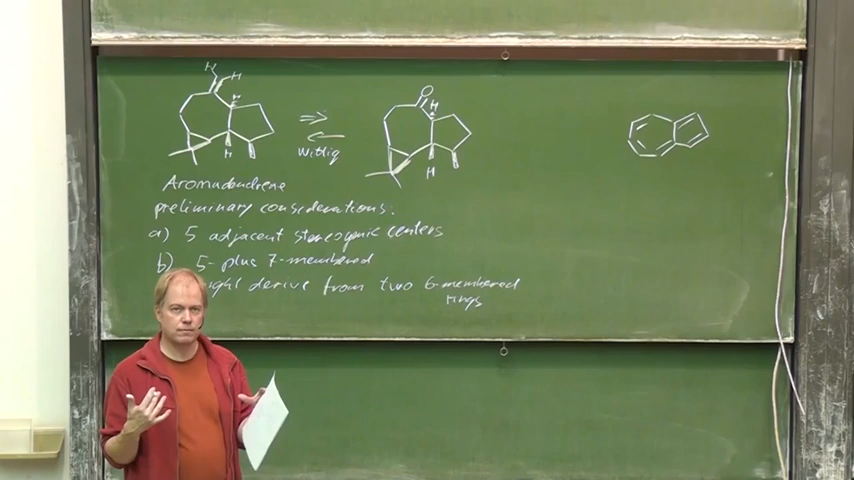 H
H
H
H
O
H
H
Wittig
Aromadendrene
preliminary considerations:
a) 5 adjacent stereogenic centers
b) 5- plus 7-membered
might derive from two 6-membered
rings